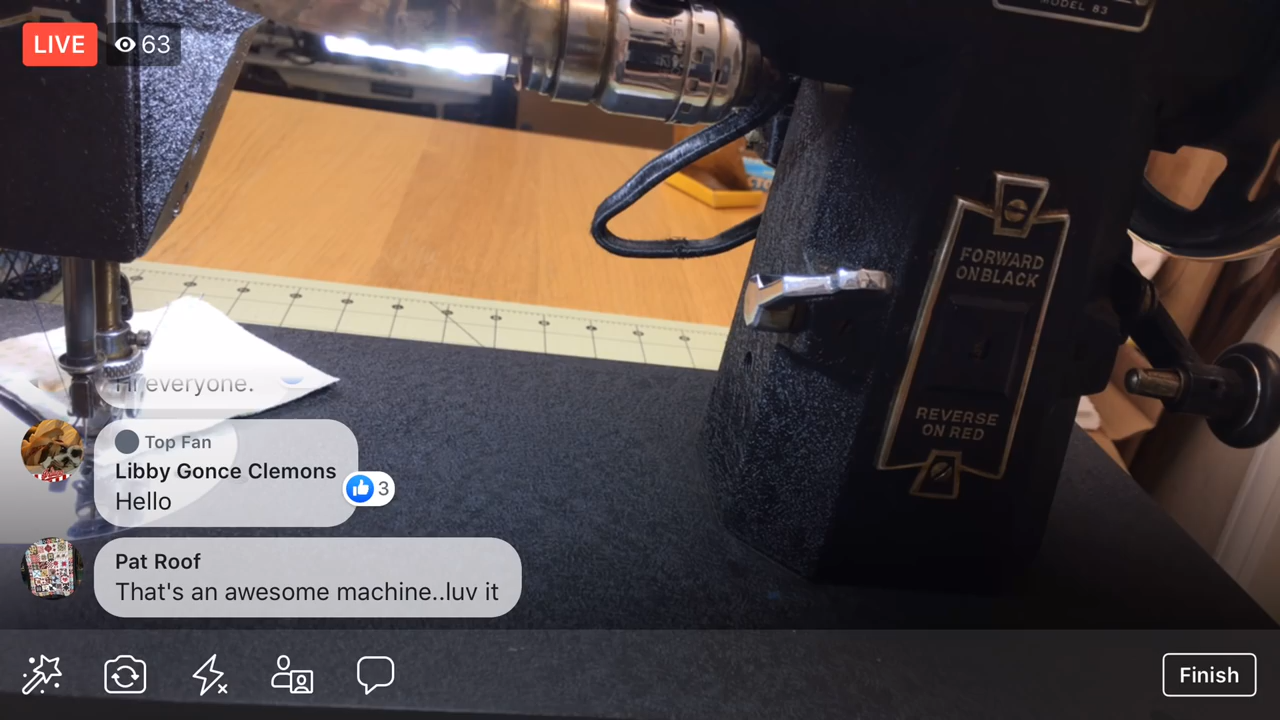 LIVE
63
MODEL 83
FORWARD
ON BLACK
REVERSE
ON RED
everyone.
Top Fan
Libby Gonce Clemons
Hello
3
Pat Roof
That's an awesome machine..luv it
Finish